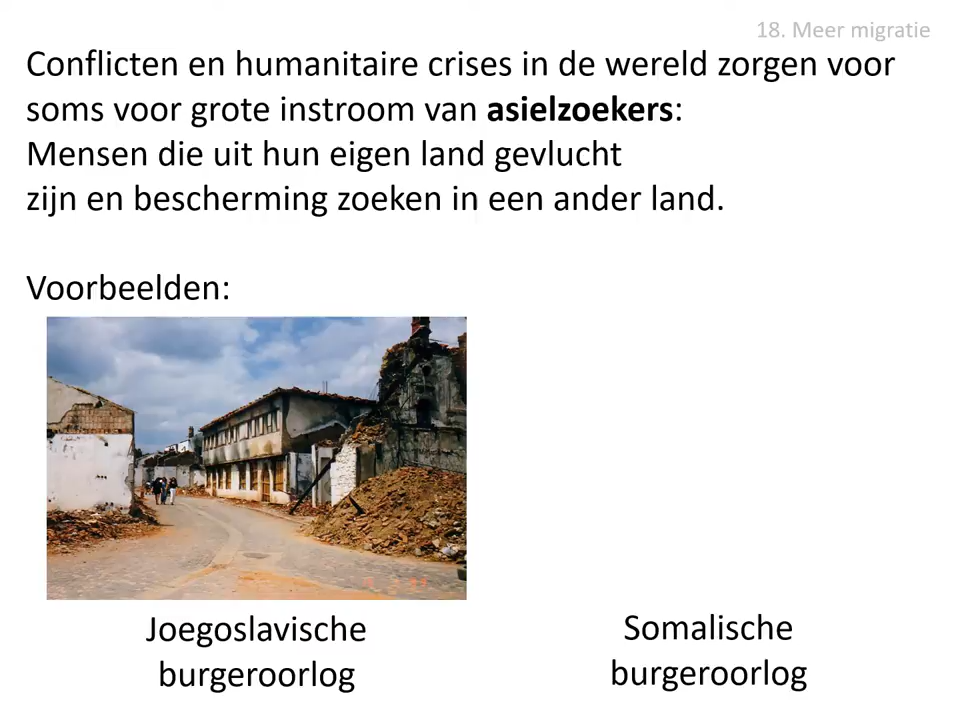 18. Meer migratie
Conflicten en humanitaire crises in de wereld zorgen voor
soms voor grote instroom van asielzoekers:
Mensen die uit hun eigen land gevlucht
zijn en bescherming zoeken in een ander land.
Voorbeelden:
Joegoslavische
burgeroorlog
Somalische
burgeroorlog